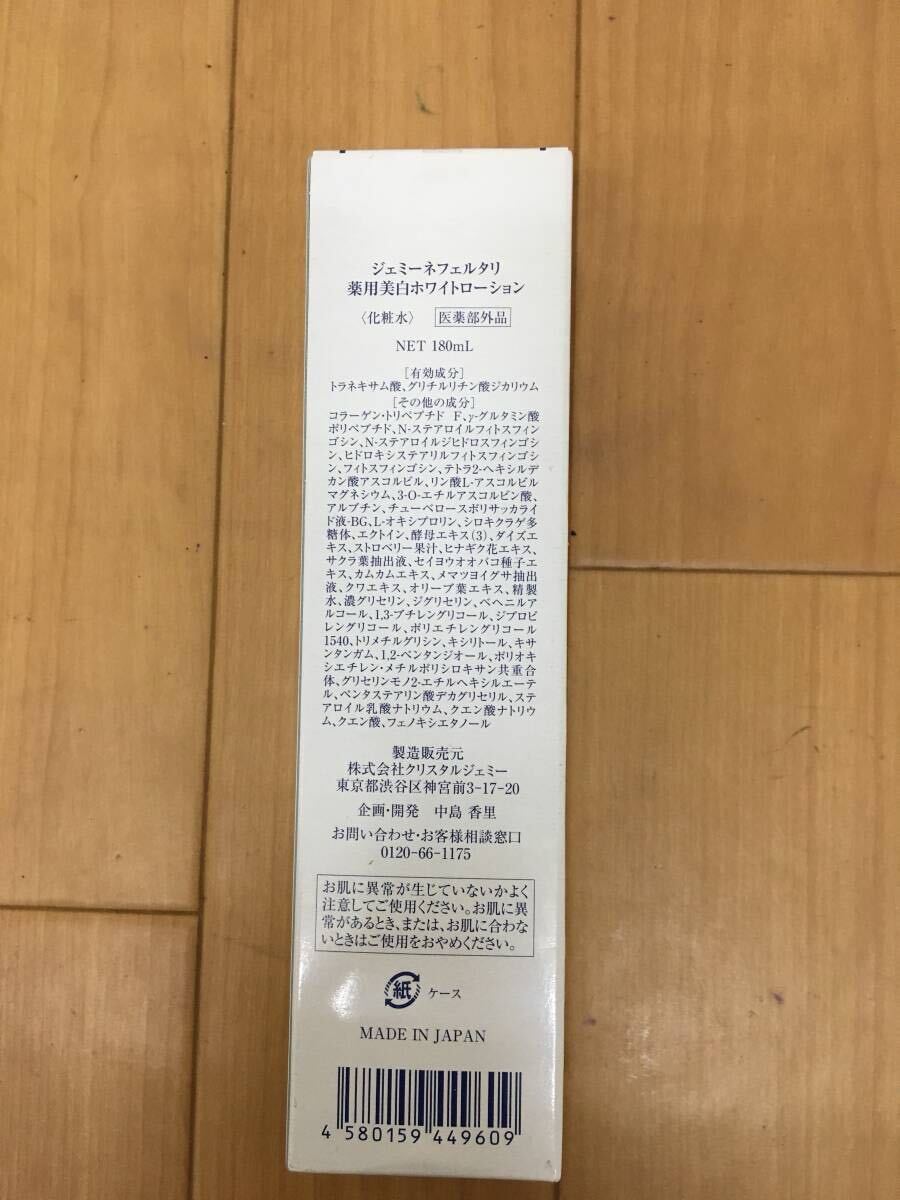 ジェミーネフェルタリ
薬用美白ホワイトローション
〈化粧水〉 医薬部外品
NET 180mL
[有効成分]
トラネキサム酸、グリチルリチン酸ジカリウム
[その他の成分]
コラーゲン・トリペプチド F、γ-グルタミン酸
ポリペプチド、N-ステアロイルフィトスフィン
ゴシン、N-ステアロイルジヒドロスフィンゴシ
ン、ヒドロキシステアリルフィトスフィンゴシ
ン、フィトスフィンゴシン、テトラ2-ヘキシルデ
カン酸アスコルビル、リン酸L-アスコルビル
マグネシウム、3-O-エチルアスコルビン酸、
アルブチン、チューベロースポリサッカライ
ド液-BG、L-オキシプロリン、シロキクラゲ多
糖体、エクトイン、酵母エキス(3)、ダイズエ
キス、ストロベリー果汁、ヒナギク花エキス、
サクラ葉抽出液、セイヨウオオバコ種子エ
キス、カムカムエキス、メマツヨイグサ抽出
液、クワエキス、オリーブ葉エキス、精製
水、濃グリセリン、ジグリセリン、ベヘニルア
ルコール、1,3-ブチレングリコール、ジプロピ
レングリコール、ポリエチレングリコール
1540、トリメチルグリシン、キシリトール、キサ
ンタンガム、1,2-ペンタンジオール、ポリオキ
シエチレン・メチルポリシロキサン共重合
体、グリセリンモノ2-エチルヘキシルエーテ
ル、ペンタステアリン酸デカグリセリル、ステ
アロイル乳酸ナトリウム、クエン酸ナトリウ
ム、クエン酸、フェノキシエタノール
製造販売元
株式会社クリスタルジェミー
東京都渋谷区神宮前3-17-20
企画・開発 中島 香里
お問い合わせ・お客様相談窓口
0120-66-1175
お肌に異常が生じていないかよく
注意してご使用ください。お肌に異
常があるとき、または、お肌に合わな
いときはご使用をおやめください。
紙 ケース
MADE IN JAPAN
4 580159 449609